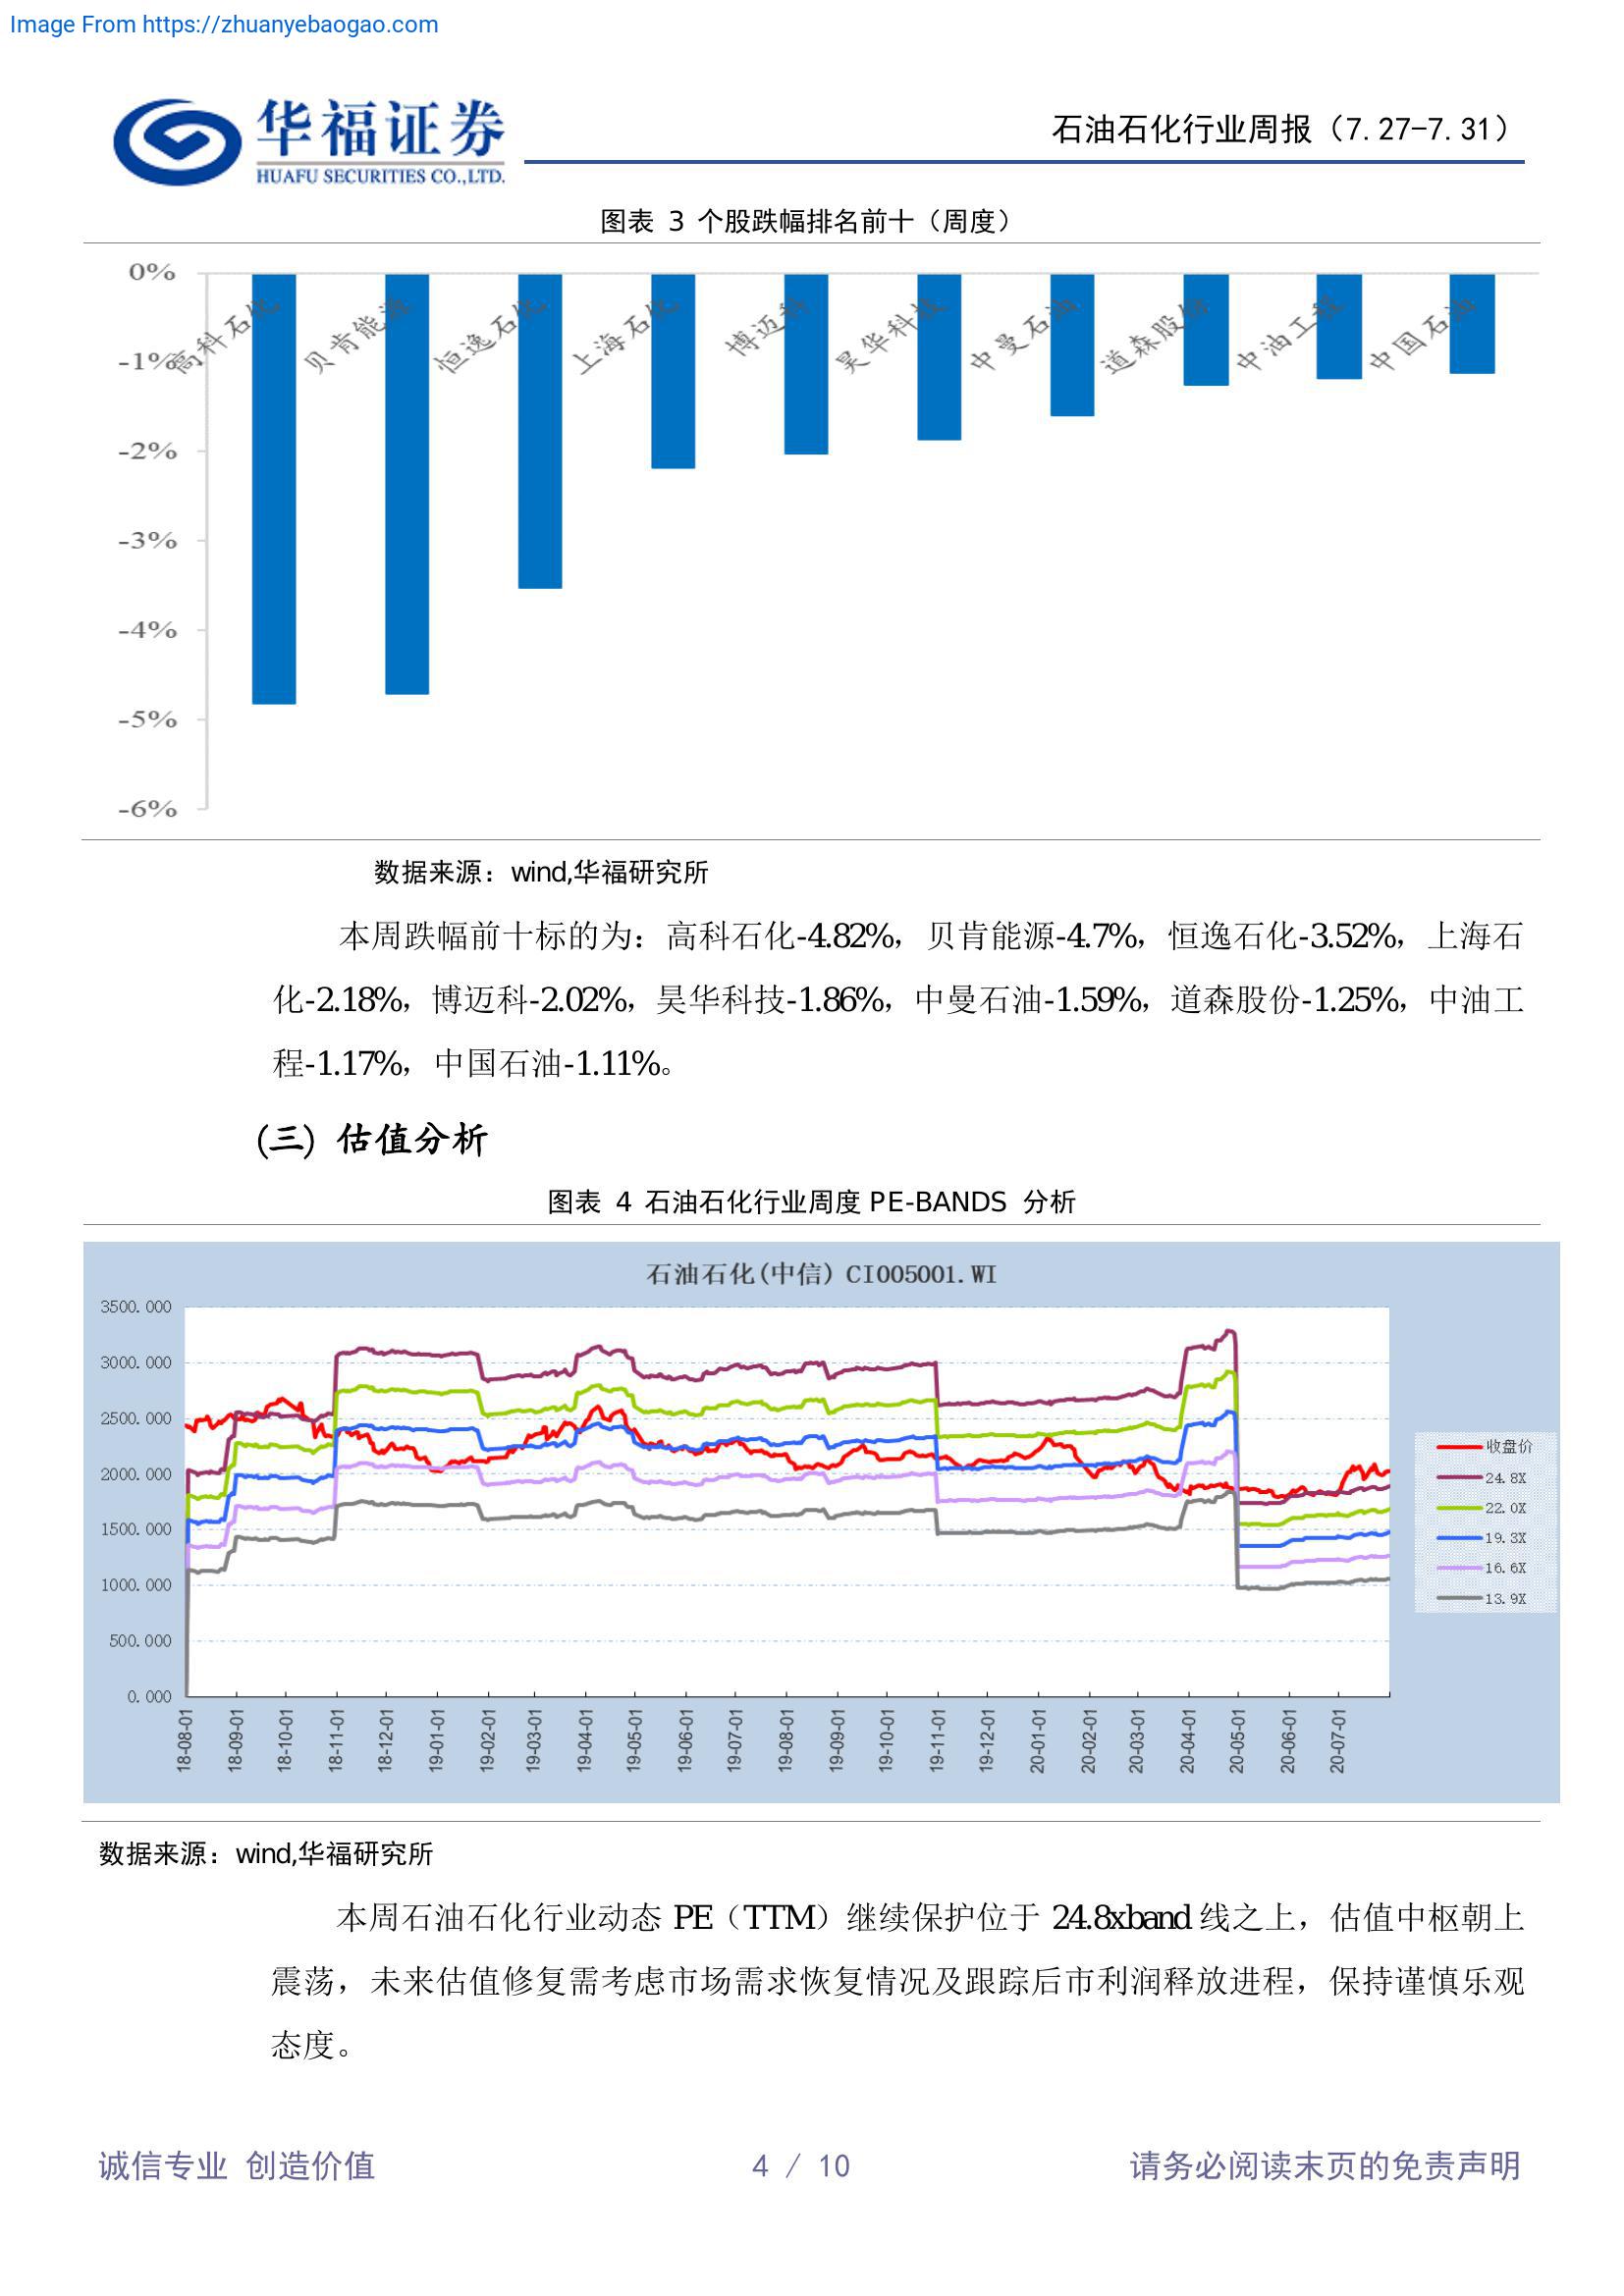 Image From https://zhuanyebaogao.com
华福证券
HUAFU SECURITIES CO.,LTD.
石油石化行业周报（7.27-7.31）
图表 3 个股跌幅排名前十（周度）
0%
-1%
-2%
-3%
-4%
-5%
-6%
高科石化
贝肯能源
恒逸石化
上海石化
博迈科
昊华科技
中曼石油
道森股份
中油工程
中国石油
数据来源：wind,华福研究所
本周跌幅前十标的为：高科石化-4.82%，贝肯能源-4.7%，恒逸石化-3.52%，上海石
化-2.18%，博迈科-2.02%，昊华科技-1.86%，中曼石油-1.59%，道森股份-1.25%，中油工
程-1.17%，中国石油-1.11%。
(三) 估值分析
图表 4 石油石化行业周度 PE-BANDS 分析
石油石化(中信) CI005001.WI
3500.000
3000.000
2500.000
2000.000
1500.000
1000.000
500.000
0.000
18-08-01
18-09-01
18-10-01
18-11-01
18-12-01
19-01-01
19-02-01
19-03-01
19-04-01
19-05-01
19-06-01
19-07-01
19-08-01
19-09-01
19-10-01
19-11-01
19-12-01
20-01-01
20-02-01
20-03-01
20-04-01
20-05-01
20-06-01
20-07-01
收盘价
24.8X
22.0X
19.3X
16.6X
13.9X
数据来源：wind,华福研究所
本周石油石化行业动态 PE（TTM）继续保护位于 24.8xband 线之上，估值中枢朝上
震荡，未来估值修复需考虑市场需求恢复情况及跟踪后市利润释放进程，保持谨慎乐观
态度。
诚信专业 创造价值
4 / 10
请务必阅读末页的免责声明